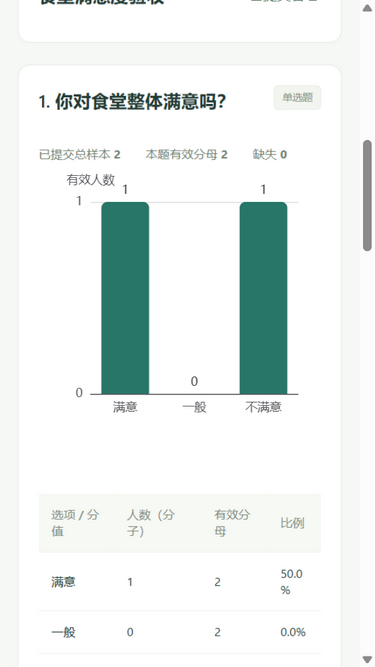 1. 你对食堂整体满意吗？
单选题
已提交总样本 2 本题有效分母 2 缺失 0
有效人数
1 1
1
0
0
满意 一般 不满意
选项 / 分值 人数（分子） 有效分母 比例
满意 1 2 50.0%
一般 0 2 0.0%